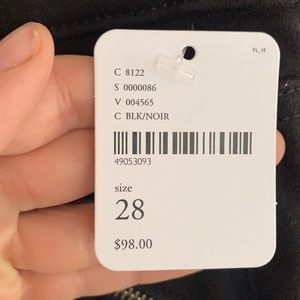 FL_15
C 8122
S 0000086
V 004565
C BLK/NOIR
49053093
size
28
$98.00